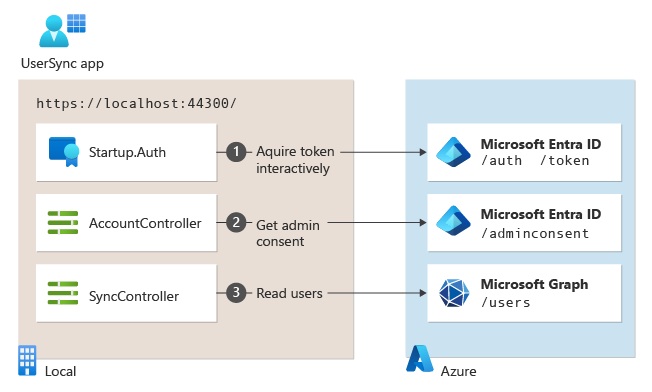 UserSync app
https://localhost:44300/
Startup.Auth
1 Aquire token
interactively
Microsoft Entra ID
/auth /token
AccountController
2 Get admin
consent
Microsoft Entra ID
/adminconsent
SyncController
3 Read users
Microsoft Graph
/users
Local
Azure